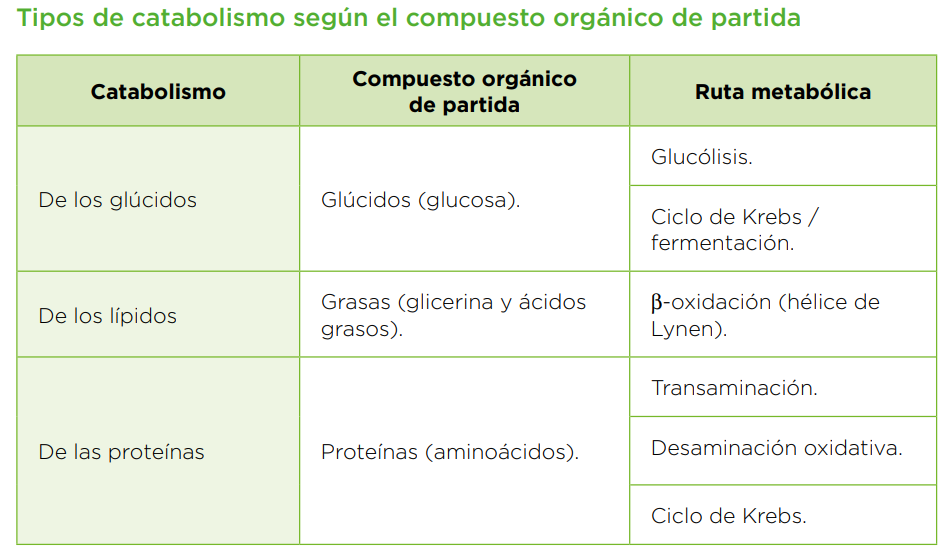 Tipos de catabolismo según el compuesto orgánico de partida
Catabolismo
Compuesto orgánico
de partida
Ruta metabólica
De los glúcidos
Glúcidos (glucosa).
Glucólisis.
Ciclo de Krebs /
fermentación.
De los lípidos
Grasas (glicerina y ácidos
grasos).
β-oxidación (hélice de
Lynen).
De las proteínas
Proteínas (aminoácidos).
Transaminación.
Desaminación oxidativa.
Ciclo de Krebs.